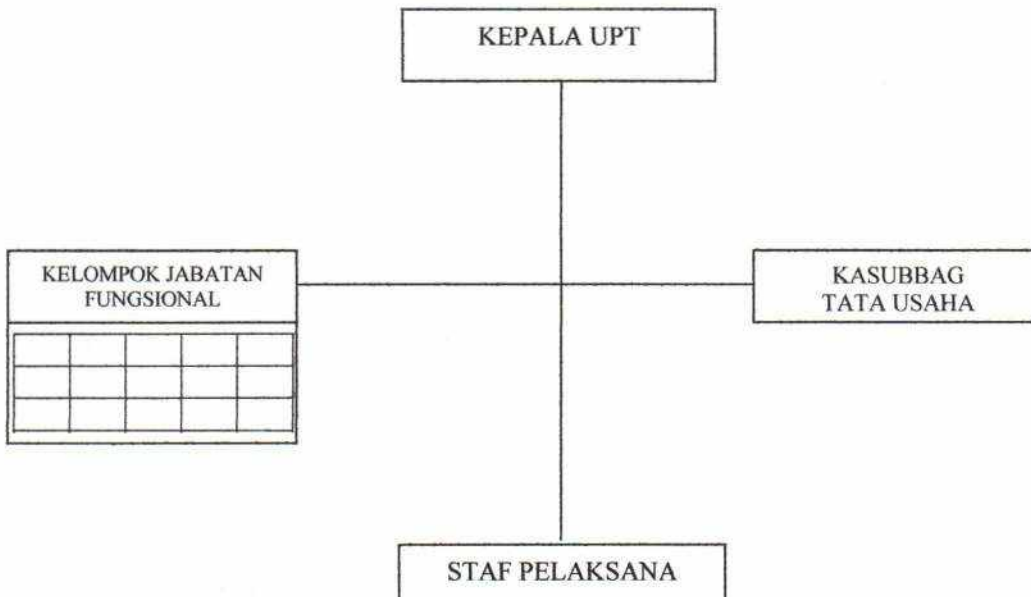 KEPALA UPT
KELOMPOK JABATAN
FUNGSIONAL
KASUBBAG
TATA USAHA
STAF PELAKSANA